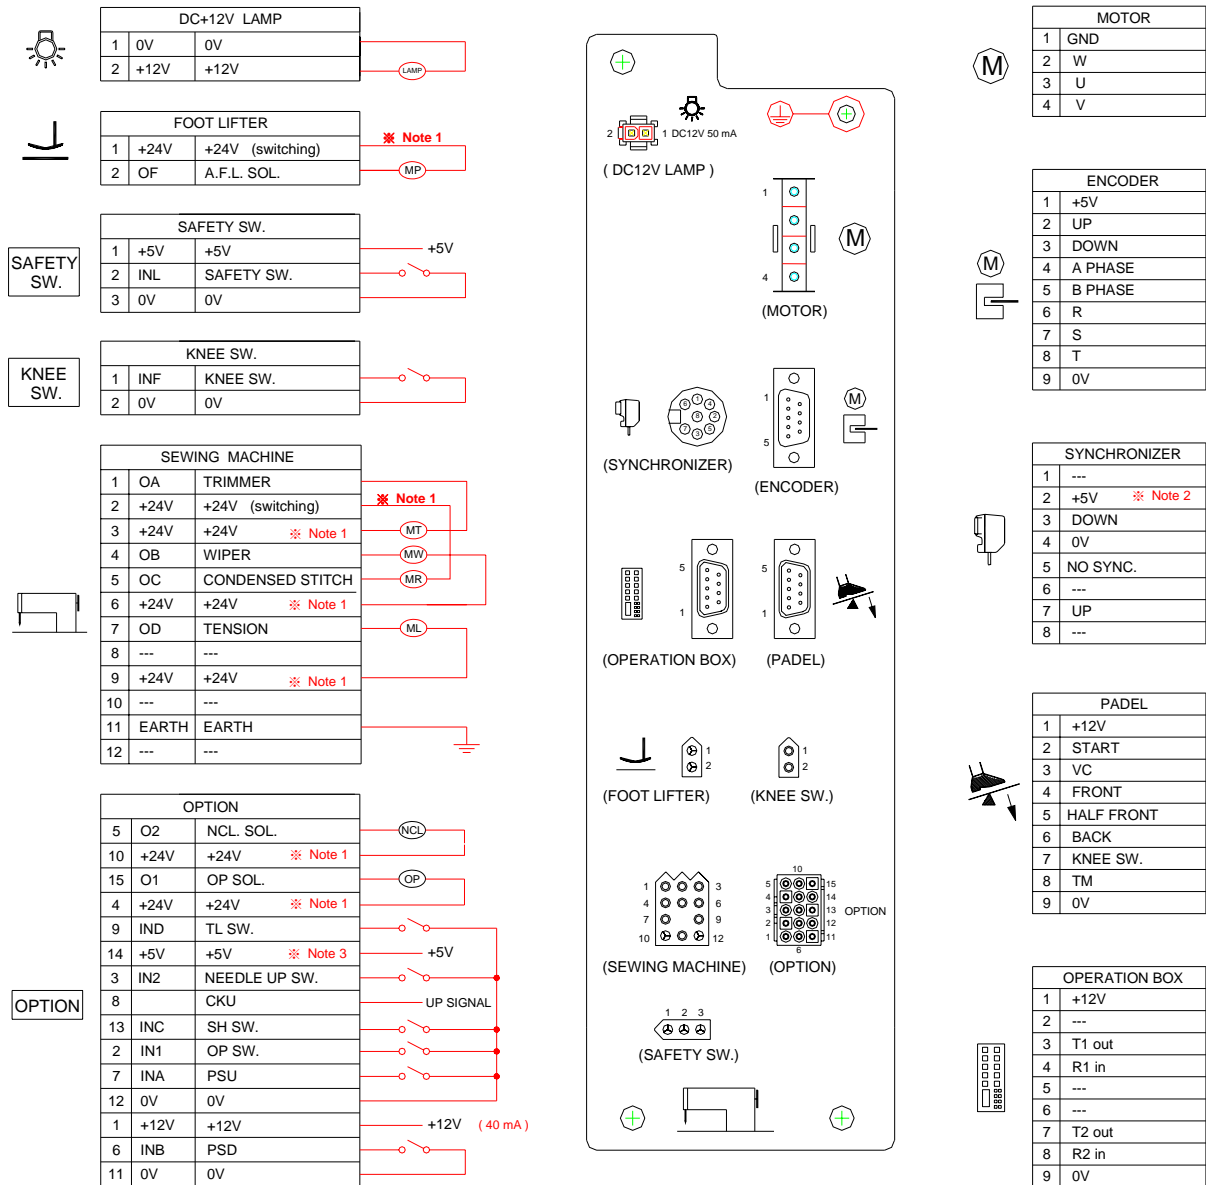 DC+12V LAMP
1 0V 0V
2 +12V +12V
LAMP
FOOT LIFTER
※ Note 1
1 +24V +24V (switching)
2 OF A.F.L. SOL.
MP
SAFETY SW.
SAFETY SW.
1 +5V +5V
+5V
2 INL SAFETY SW.
3 0V 0V
KNEE SW.
KNEE SW.
1 INF KNEE SW.
2 0V 0V
SEWING MACHINE
1 OA TRIMMER
2 +24V +24V (switching)
※ Note 1
3 +24V +24V ※ Note 1
MT
4 OB WIPER
MW
5 OC CONDENSED STITCH
MR
6 +24V +24V ※ Note 1
7 OD TENSION
ML
8 --- ---
9 +24V +24V ※ Note 1
10 --- ---
11 EARTH EARTH
12 --- ---
OPTION
OPTION
5 O2 NCL. SOL.
NCL
10 +24V +24V ※ Note 1
15 O1 OP SOL.
OP
4 +24V +24V ※ Note 1
9 IND TL SW.
14 +5V +5V ※ Note 3
+5V
3 IN2 NEEDLE UP SW.
8 CKU
UP SIGNAL
13 INC SH SW.
2 IN1 OP SW.
7 INA PSU
12 0V 0V
1 +12V +12V
+12V ( 40 mA )
6 INB PSD
11 0V 0V
2 1 DC12V 50 mA
( DC12V LAMP )
1
M
4
(MOTOR)
6 1 4
8 2
7 3 5
(SYNCHRONIZER)
1
5
M
(ENCODER)
5
1
(OPERATION BOX)
5
1
(PADEL)
1
2
(FOOT LIFTER)
1
2
(KNEE SW.)
1 3
4 6
7 9
10 12
(SEWING MACHINE)
10
5 15
4 14
3 13 OPTION
2 12
1 11
6
(OPTION)
1 2 3
(SAFETY SW.)
M
MOTOR
1 GND
2 W
3 U
4 V
M
ENCODER
1 +5V
2 UP
3 DOWN
4 A PHASE
5 B PHASE
6 R
7 S
8 T
9 0V
SYNCHRONIZER
1 ---
2 +5V ※ Note 2
3 DOWN
4 0V
5 NO SYNC.
6 ---
7 UP
8 ---
PADEL
1 +12V
2 START
3 VC
4 FRONT
5 HALF FRONT
6 BACK
7 KNEE SW.
8 TM
9 0V
OPERATION BOX
1 +12V
2 ---
3 T1 out
4 R1 in
5 ---
6 ---
7 T2 out
8 R2 in
9 0V